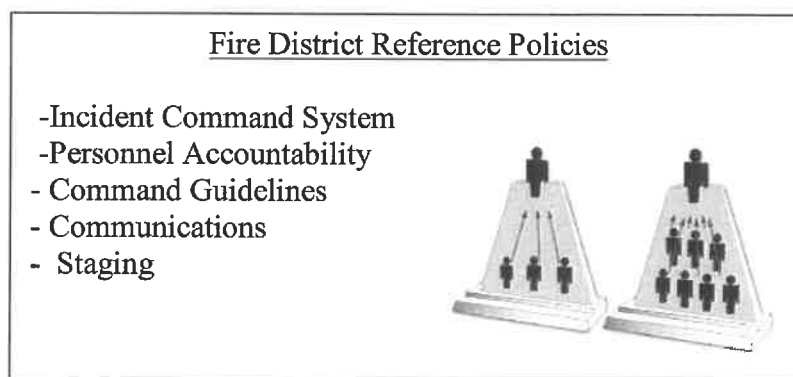 Fire District Reference Policies
-Incident Command System
-Personnel Accountability
- Command Guidelines
- Communications
- Staging